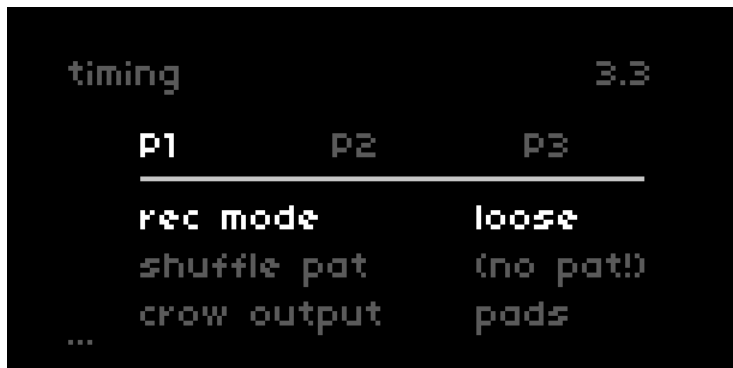 timing 3.3
p1 p2 p3
rec mode loose
shuffle pat (no pat!)
crow output pads
...